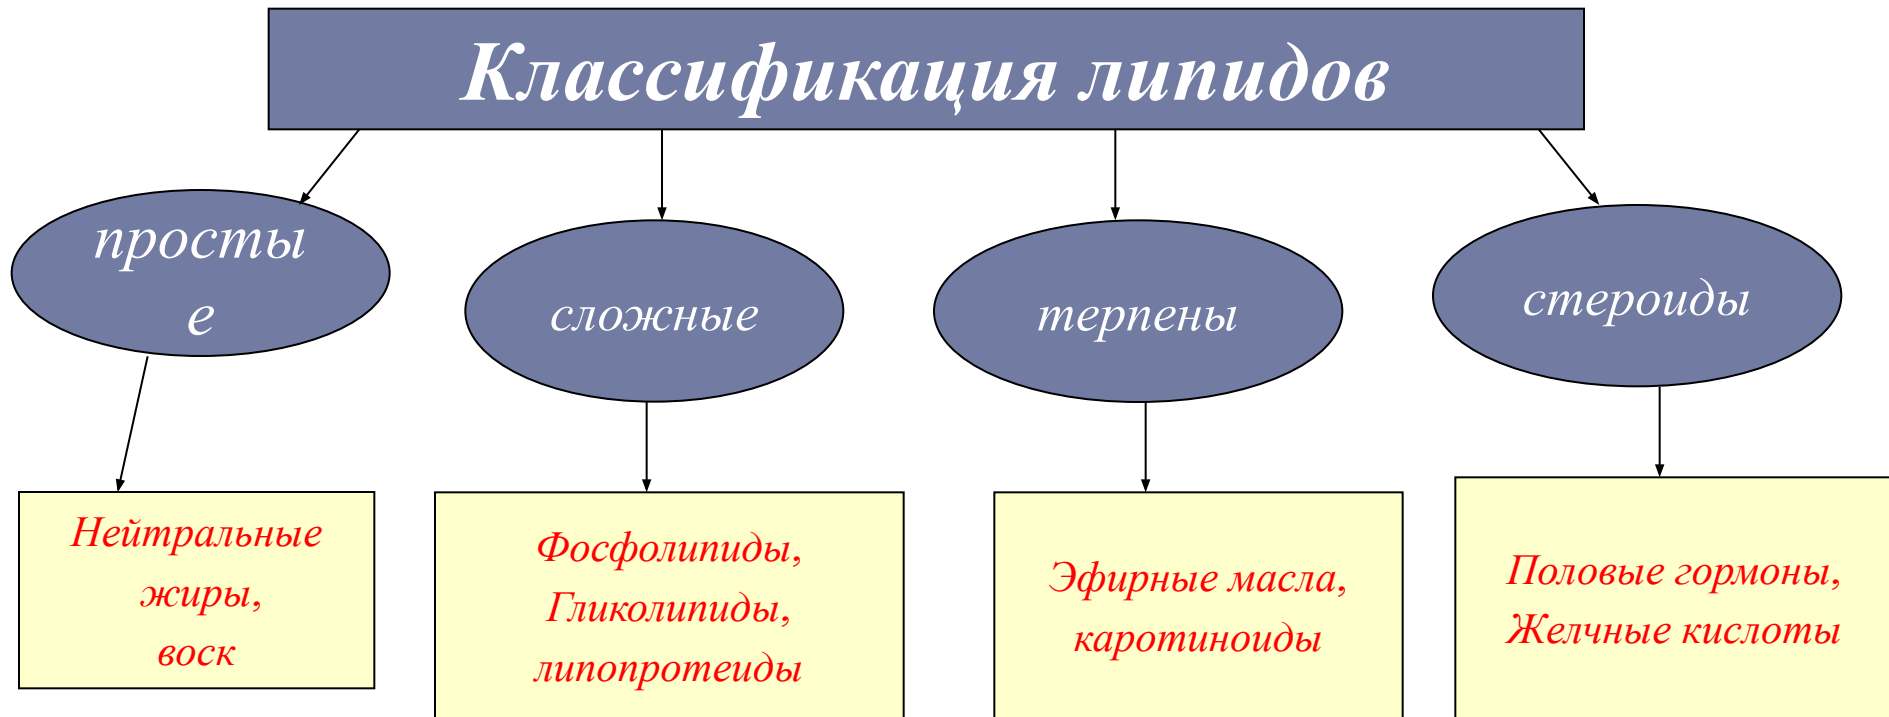 Классификация липидов
просты
е
сложные
терпены
стероиды
Нейтральные
жиры,
воск
Фосфолипиды,
Гликолипиды,
липопротеиды
Эфирные масла,
каротиноиды
Половые гормоны,
Желчные кислоты